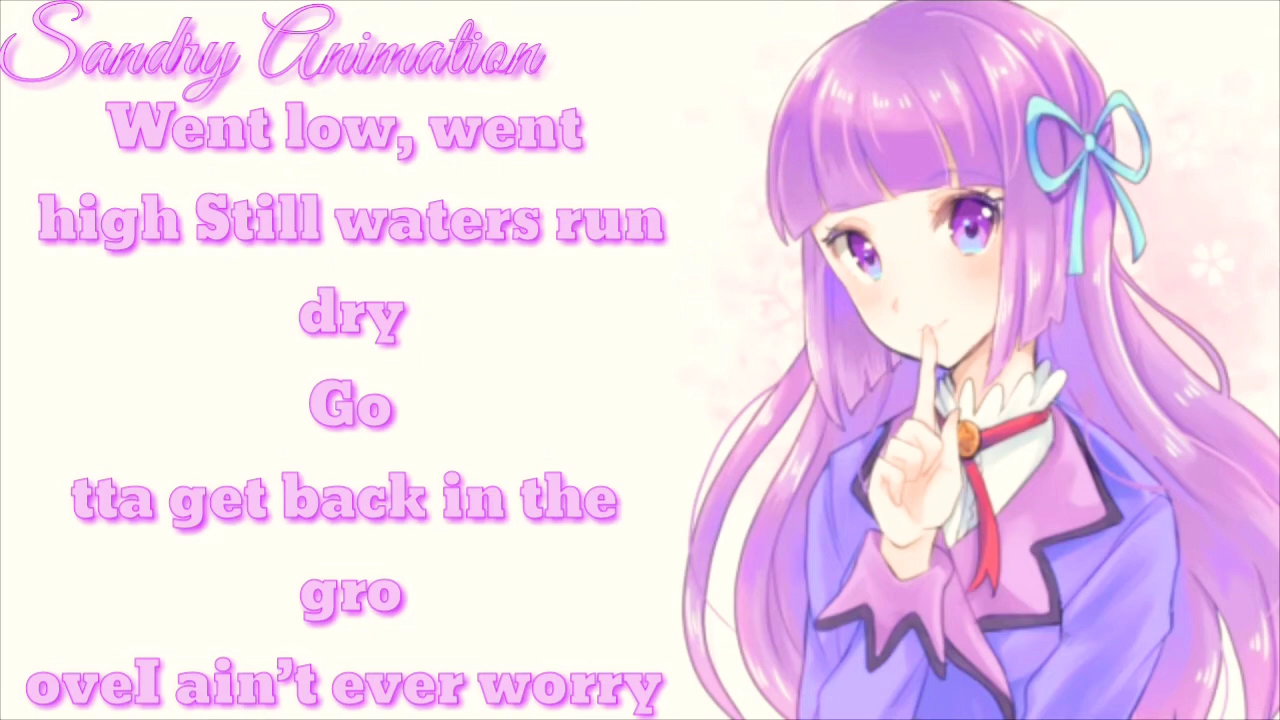 Sandry Animation
Went low, went
high Still waters run
dry
Go
tta get back in the
gro
oveI ain't ever worry